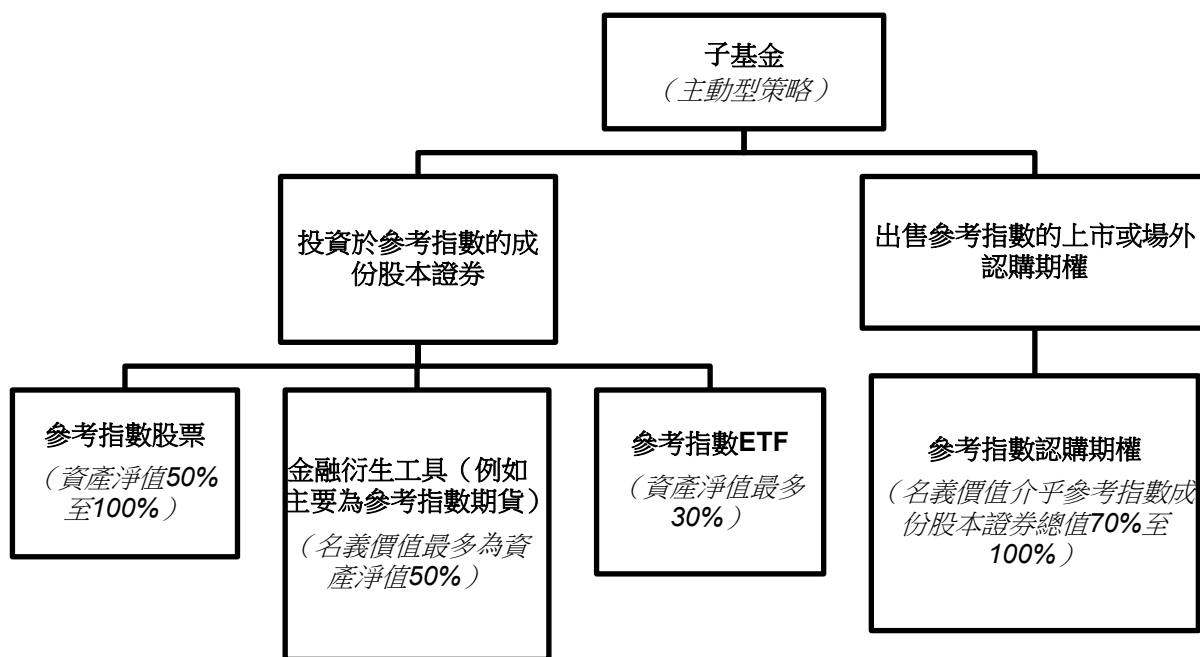 子基金
（主動型策略）
投資於參考指數的成
份股本證券
出售參考指數的上市或場外
認購期權
參考指數股票
（資產淨值50%
至100%）
金融衍生工具（例如
主要為參考指數期貨）
（名義價值最多為資
產淨值50%）
參考指數ETF
（資產淨值最多
30%）
參考指數認購期權
（名義價值介乎參考指數成
份股本證券總值70%至
100%）